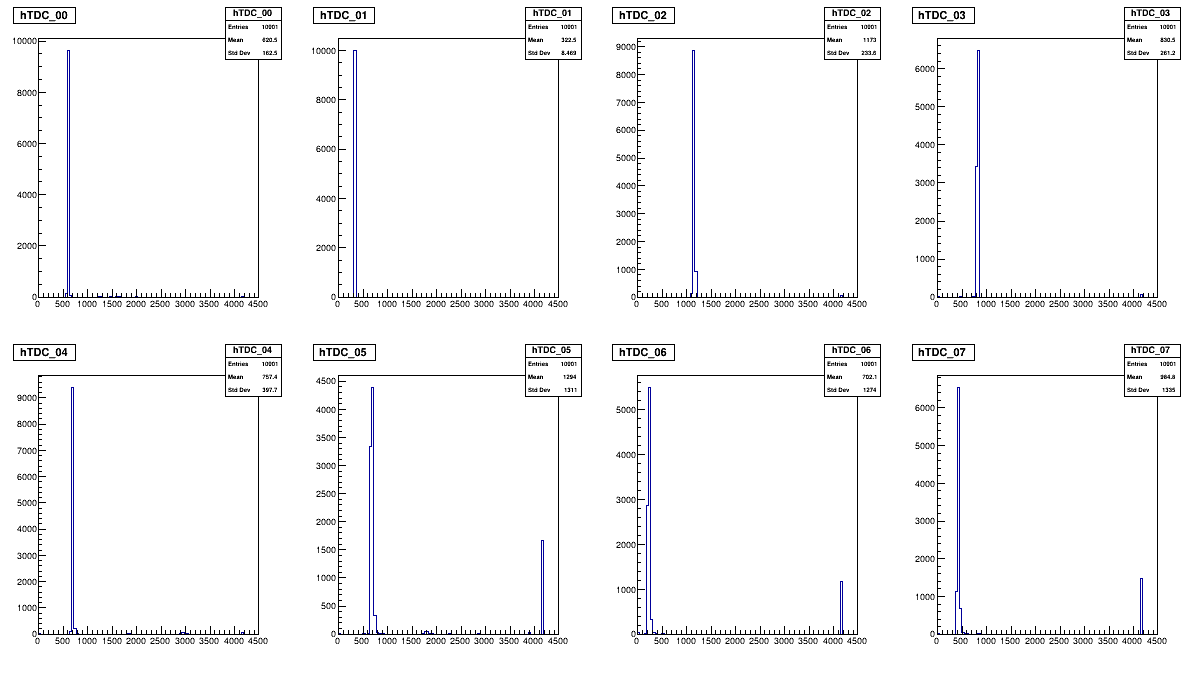 hTDC_00
hTDC_00
Entries 10001
Mean 620.5
Std Dev 162.5
10000
8000
6000
4000
2000
0
0 500 1000 1500 2000 2500 3000 3500 4000 4500
hTDC_01
hTDC_01
Entries 10001
Mean 322.5
Std Dev 8.469
10000
8000
6000
4000
2000
0
0 500 1000 1500 2000 2500 3000 3500 4000 4500
hTDC_02
hTDC_02
Entries 10001
Mean 1173
Std Dev 233.6
9000
8000
7000
6000
5000
4000
3000
2000
1000
0
0 500 1000 1500 2000 2500 3000 3500 4000 4500
hTDC_03
hTDC_03
Entries 10001
Mean 830.5
Std Dev 261.2
6000
5000
4000
3000
2000
1000
0
0 500 1000 1500 2000 2500 3000 3500 4000 4500
hTDC_04
hTDC_04
Entries 10001
Mean 757.4
Std Dev 397.7
9000
8000
7000
6000
5000
4000
3000
2000
1000
0
0 500 1000 1500 2000 2500 3000 3500 4000 4500
hTDC_05
hTDC_05
Entries 10001
Mean 1294
Std Dev 1311
4500
4000
3500
3000
2500
2000
1500
1000
500
0
0 500 1000 1500 2000 2500 3000 3500 4000 4500
hTDC_06
hTDC_06
Entries 10001
Mean 702.1
Std Dev 1274
5000
4000
3000
2000
1000
0
0 500 1000 1500 2000 2500 3000 3500 4000 4500
hTDC_07
hTDC_07
Entries 10001
Mean 984.8
Std Dev 1335
6000
5000
4000
3000
2000
1000
0
0 500 1000 1500 2000 2500 3000 3500 4000 4500